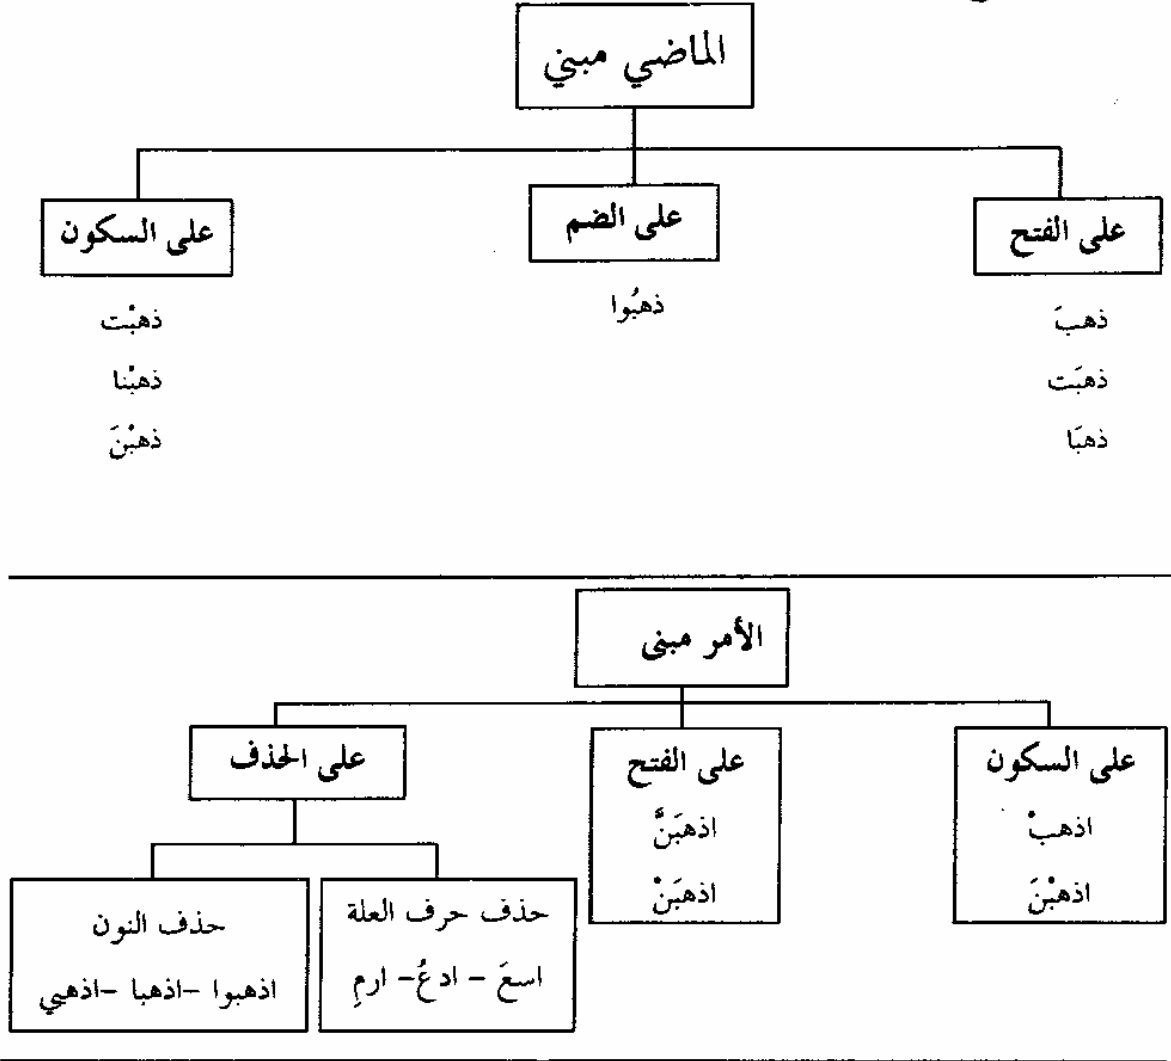 الماضي مبني
على الفتح
ذهبَ
ذهبَت
ذهبَا
على الضم
ذهبُوا
على السكون
ذهبْت
ذهبْنا
ذهبْنَ
الأمر مبنى
على السكون
اذهبْ
اذهبْنَ
على الفتح
اذهبَنَّ
اذهبَنْ
على الحذف
حذف حرف العلة
اسعَ – ادعُ – ارمِ
حذف النون
اذهبوا – اذهبا – اذهبي